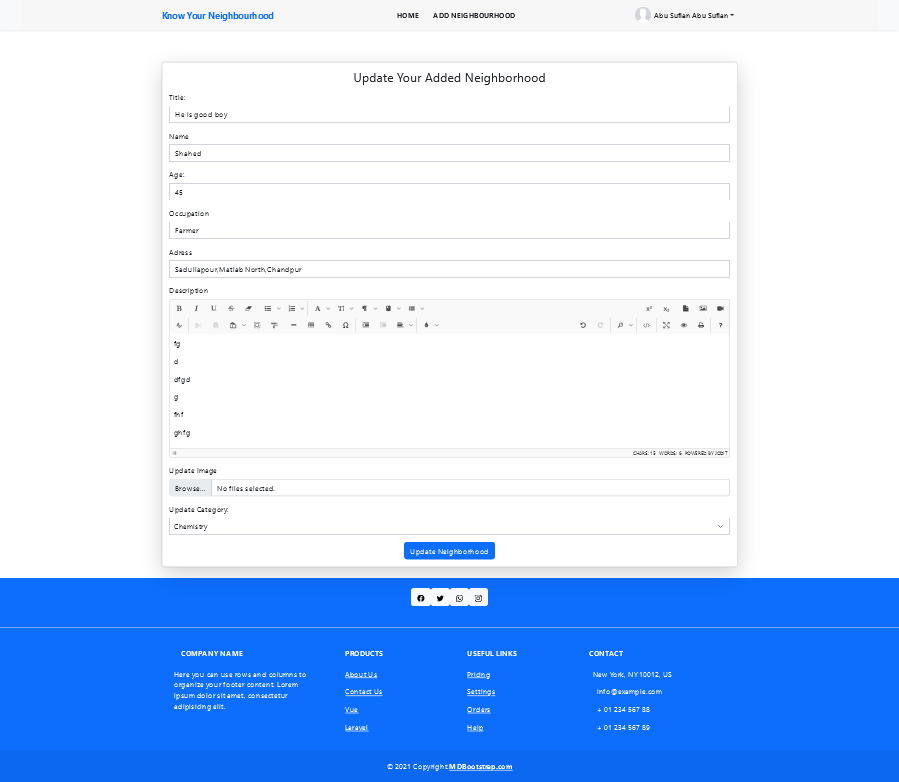 Know Your Neighbourhood
HOME ADD NEIGHBOURHOOD
Abu Sufian Abu Sufian
Update Your Added Neighborhood
Title:
He is good boy
Name
Shahed
Age:
45
Occupation
Farmer
Adress
Sadullapour,Matlab North,Chandpur
Description
fg
d
dfgd
g
fhf
ghfg
CHARS: 15 WORDS: 6 POWERED BY JODIT
Update Image
Browse... No files selected.
Update Category:
Chemistry
Update Neighborhood
COMPANY NAME
Here you can use rows and columns to
organize your footer content. Lorem
ipsum dolor sit amet, consectetur
adipisicing elit.
PRODUCTS
About Us
Contact Us
Vue
Laravel
USEFUL LINKS
Pricing
Settings
Orders
Help
CONTACT
New York, NY 10012, US
info@example.com
+ 01 234 567 88
+ 01 234 567 89
© 2021 Copyright:MDBootstrap.com